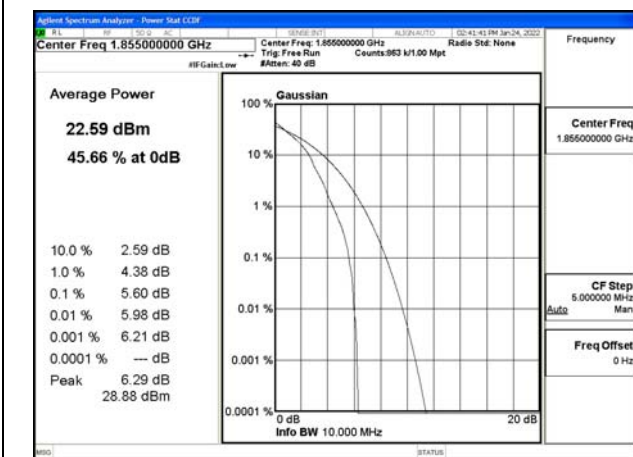 Agilent Spectrum Analyzer - Power Stat CCDF
RL RF 50 Ω AC SENSE:INT ALIGN AUTO 02:41:41 PM Jan 24, 2022
Center Freq 1.855000000 GHz
Center Freq: 1.855000000 GHz Radio Std: None
Trig: Free Run Counts:863 k/1.00 Mpt
#IFGain:Low #Atten: 40 dB
Frequency
Average Power
22.59 dBm
45.66 % at 0dB
10.0 % 2.59 dB
1.0 % 4.38 dB
0.1 % 5.60 dB
0.01 % 5.98 dB
0.001 % 6.21 dB
0.0001 % --- dB
Peak 6.29 dB
28.88 dBm
Gaussian
100 %
10 %
1 %
0.1 %
0.01 %
0.001 %
0.0001 %
0 dB 20 dB
Info BW 10.000 MHz
Center Freq
1.855000000 GHz
CF Step
5.000000 MHz
Auto Man
Freq Offset
0 Hz
MSG STATUS